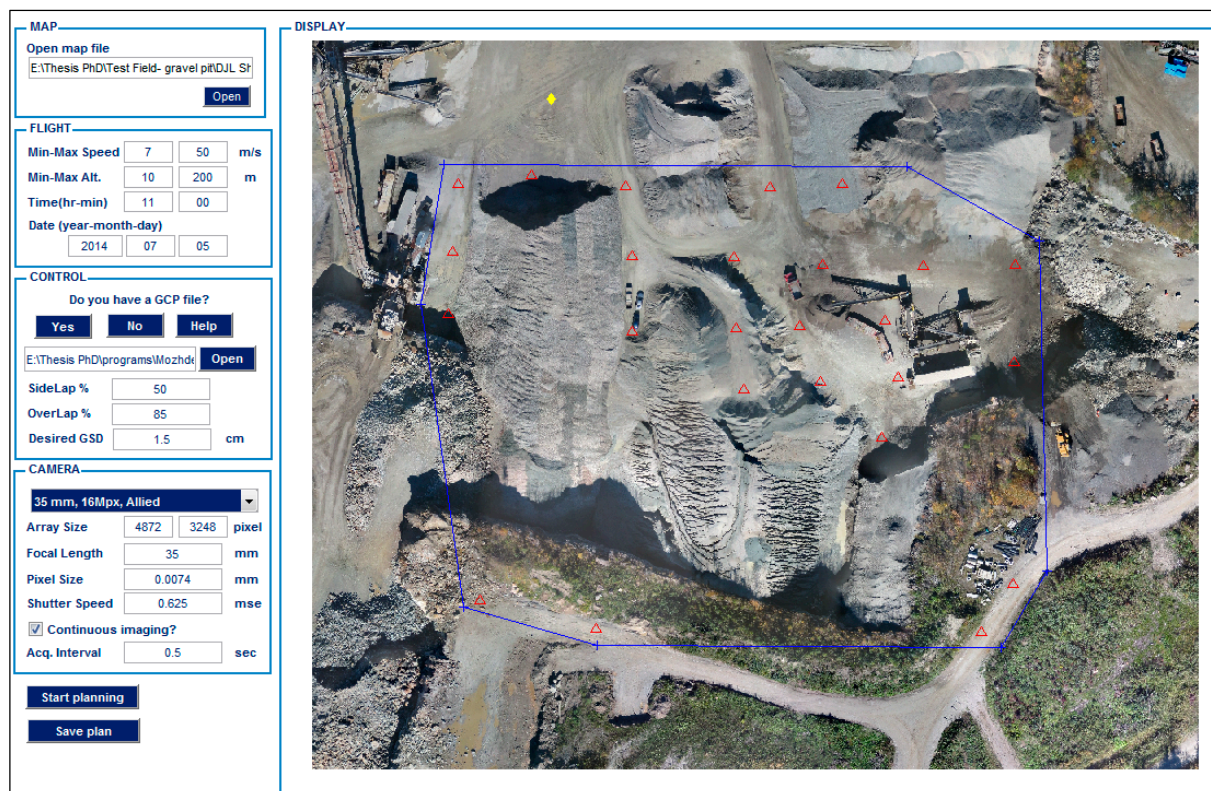 MAP
Open map file
E:\Thesis PhD\Test Field- gravel pit\DJL Sh
Open
FLIGHT
Min-Max Speed 7 50 m/s
Min-Max Alt. 10 200 m
Time(hr-min) 11 00
Date (year-month-day)
2014 07 05
CONTROL
Do you have a GCP file?
Yes No Help
E:\Thesis PhD\programs\Mozhde Open
SideLap % 50
OverLap % 85
Desired GSD 1.5 cm
CAMERA
35 mm, 16Mpx, Allied
Array Size 4872 3248 pixel
Focal Length 35 mm
Pixel Size 0.0074 mm
Shutter Speed 0.625 mse
Continuous imaging?
Acq. Interval 0.5 sec
Start planning
Save plan
DISPLAY